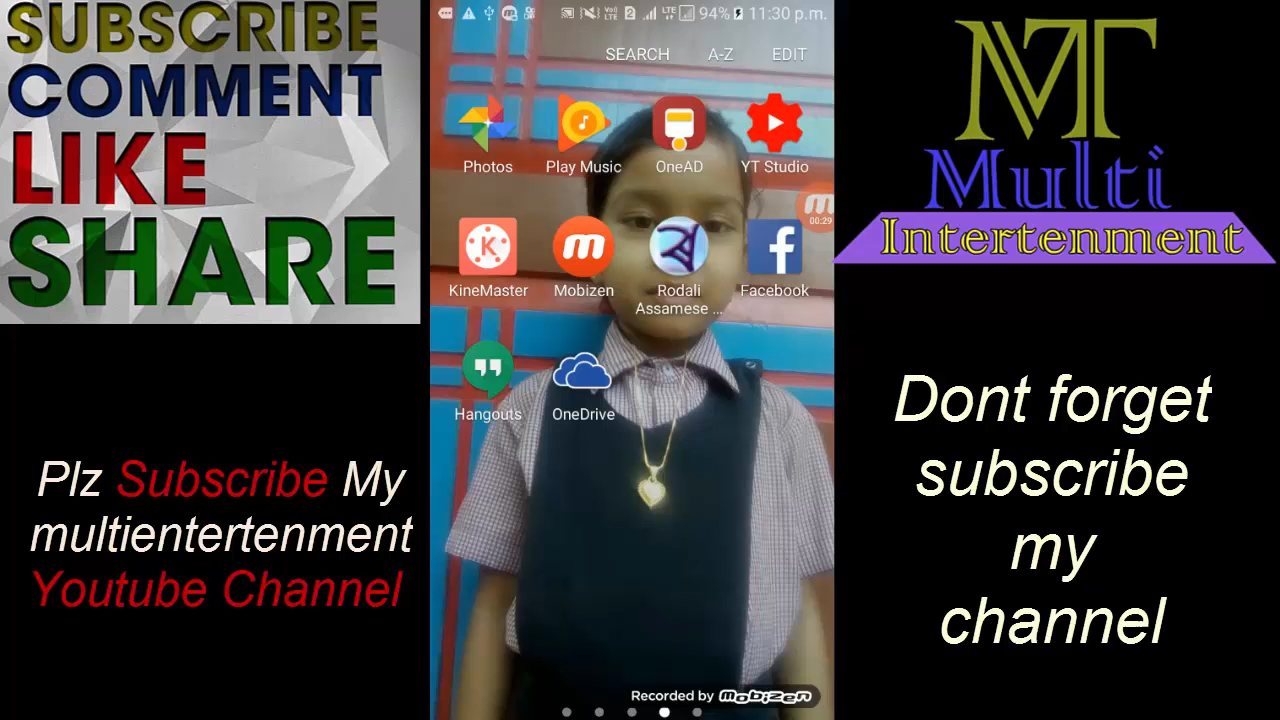 SUBSCRIBE
COMMENT
LIKE
SHARE
Plz Subscribe My
multientertenment
Youtube Channel
94% 11:30 p.m.
SEARCH A-Z EDIT
Photos Play Music OneAD YT Studio
00:29
KineMaster Mobizen Rodali Assamese ... Facebook
Hangouts OneDrive
Recorded by Mobizen
MT
Multi
Intertenment
Dont forget
subscribe
my
channel